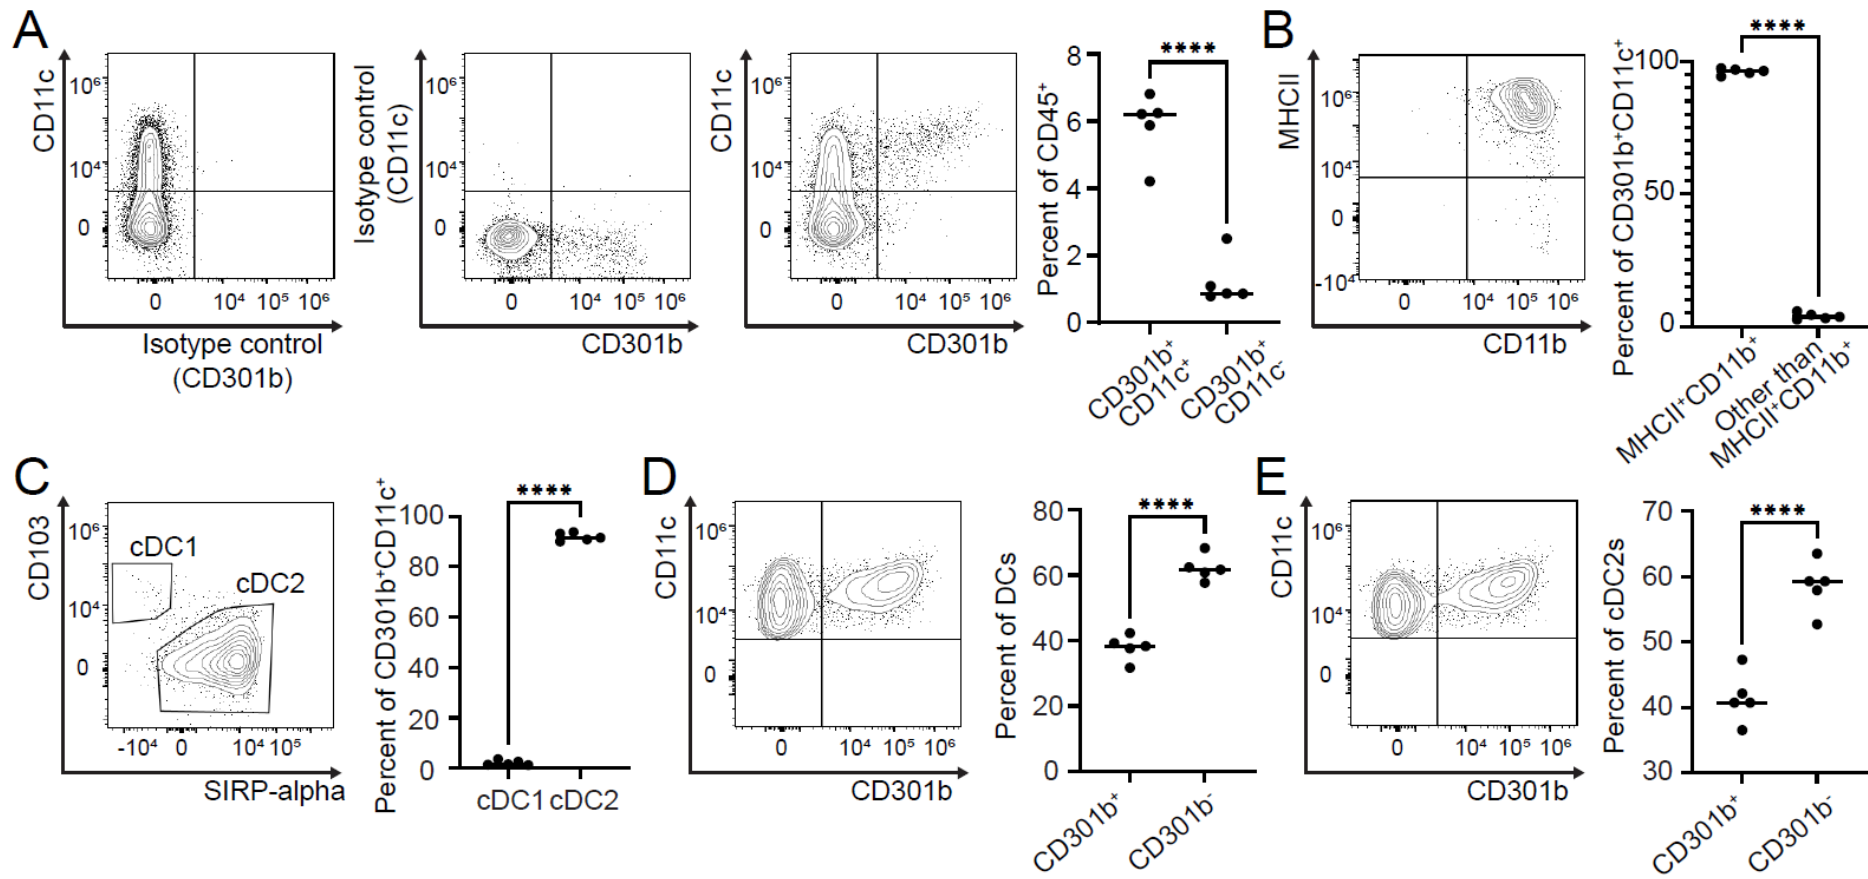 A
CD11c
10⁶
10⁴
0
0
10⁴
10⁵
10⁶
Isotype control
(CD301b)
Isotype control
(CD11c)
10⁶
10⁴
0
0
10⁴
10⁵
10⁶
CD301b
CD11c
10⁶
10⁴
0
0
10⁴
10⁵
10⁶
CD301b
Percent of CD45⁺
8
6
4
2
0
****
CD301b⁺
CD11c⁺
CD301b⁺
CD11c⁻
B
MHCII
10⁶
10⁴
0
-10⁴
0
10⁴
10⁵
10⁶
CD11b
Percent of CD301b⁺CD11c⁺
100
50
0
****
MHCII⁺CD11b⁺
Other than
MHCII⁺CD11b⁺
C
CD103
10⁶
10⁴
0
cDC1
cDC2
-10⁴
0
10⁴
10⁵
SIRP-alpha
Percent of CD301b⁺CD11c⁺
100
80
60
40
20
0
****
cDC1
cDC2
D
CD11c
10⁶
10⁴
0
0
10⁴
10⁵
10⁶
CD301b
Percent of DCs
80
60
40
20
0
****
CD301b⁺
CD301b⁻
E
CD11c
10⁶
10⁴
0
0
10⁴
10⁵
10⁶
CD301b
Percent of cDC2s
70
60
50
40
30
****
CD301b⁺
CD301b⁻